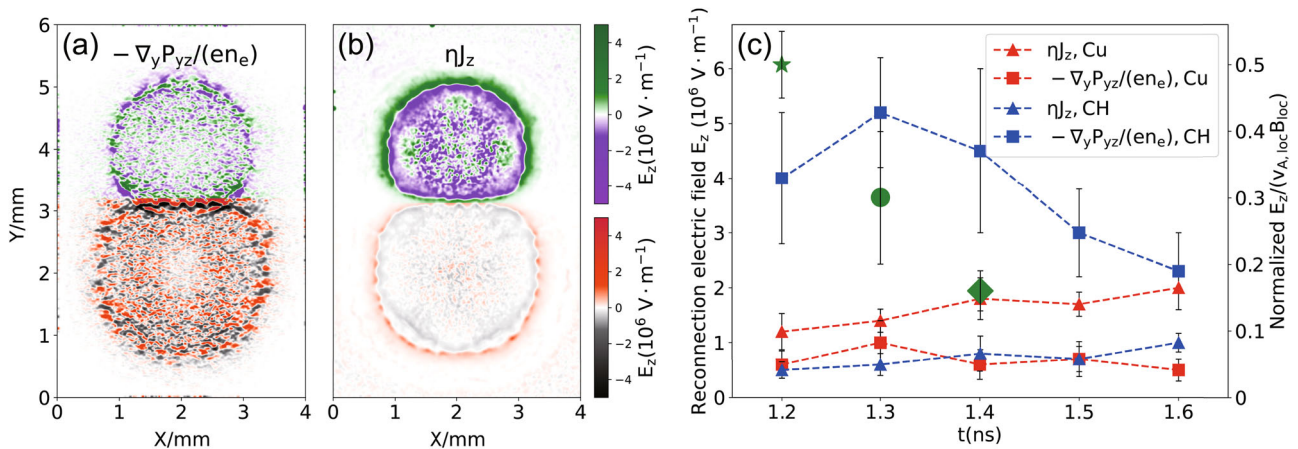 (a)
− ∇yPyz/(ene)
6
5
4
3
2
1
0
Y/mm
0
1
2
3
4
X/mm
(b)
ηJz
0
1
2
3
4
X/mm
4
2
0
−2
−4
Ez(10⁶ V · m⁻¹)
4
2
0
−2
−4
Ez(10⁶ V · m⁻¹)
(c)
Reconnection electric field Ez (10⁶ V · m⁻¹)
6
5
4
3
2
1
0
1.2
1.3
1.4
1.5
1.6
t(ns)
ηJz, Cu
− ∇yPyz/(ene), Cu
ηJz, CH
− ∇yPyz/(ene), CH
0.5
0.4
0.3
0.2
0.1
0
Normalized Ez/(vA, locBloc)